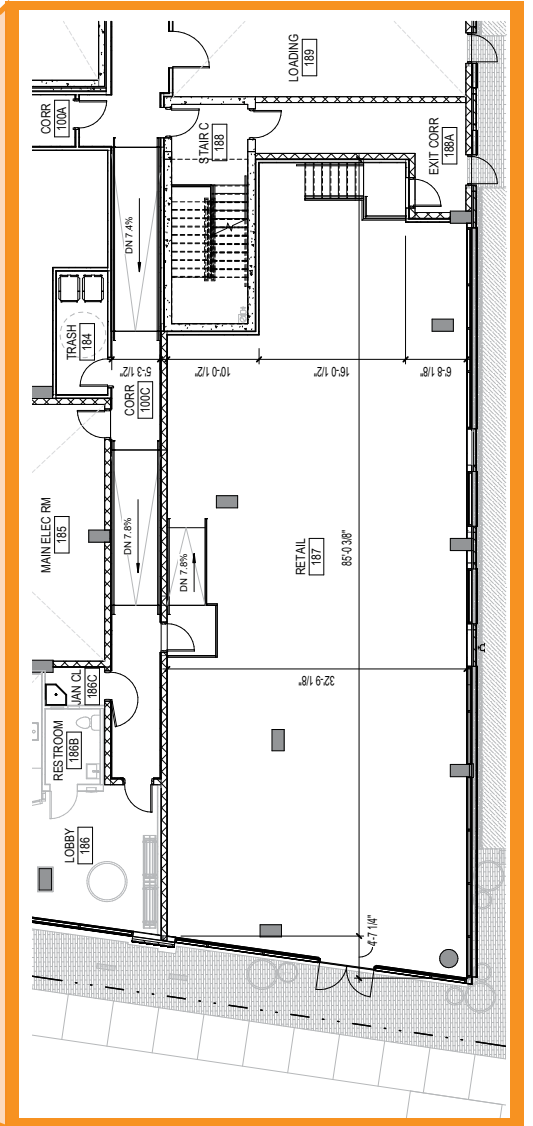 LOADING
189
CORR
100A
STAIR C
188
EXIT CORR
188A
DN 7.4%
TRASH
184
5'-3 1/2"
10'-0 1/2"
16'-0 1/2"
6'-8 1/8"
CORR
100C
MAIN ELEC RM
185
DN 7.8%
DN 7.8%
RETAIL
187
85'-0 3/8"
32'-9 1/8"
JAN CL
186C
RESTROOM
186B
LOBBY
186
4'-7 1/4"